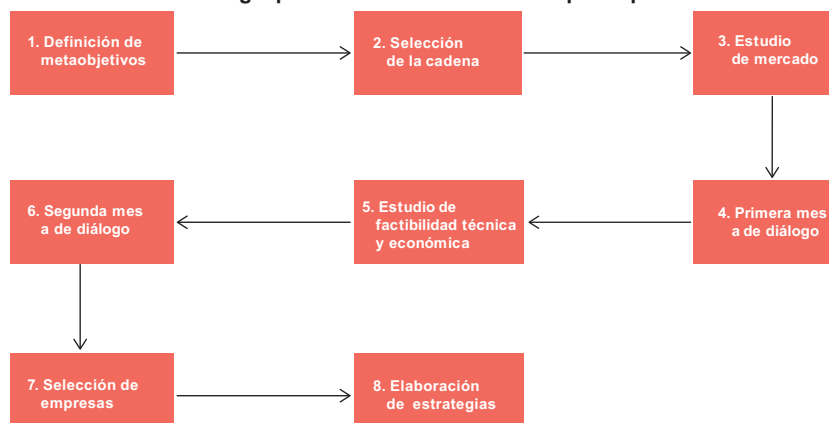 1. Definición de
metaobjetivos
2. Selección
de la cadena
3. Estudio
de mercado
4. Primera mes
a de diálogo
5. Estudio de
factibilidad técnica
y económica
6. Segunda mes
a de diálogo
7. Selección de
empresas
8. Elaboración
de estrategias